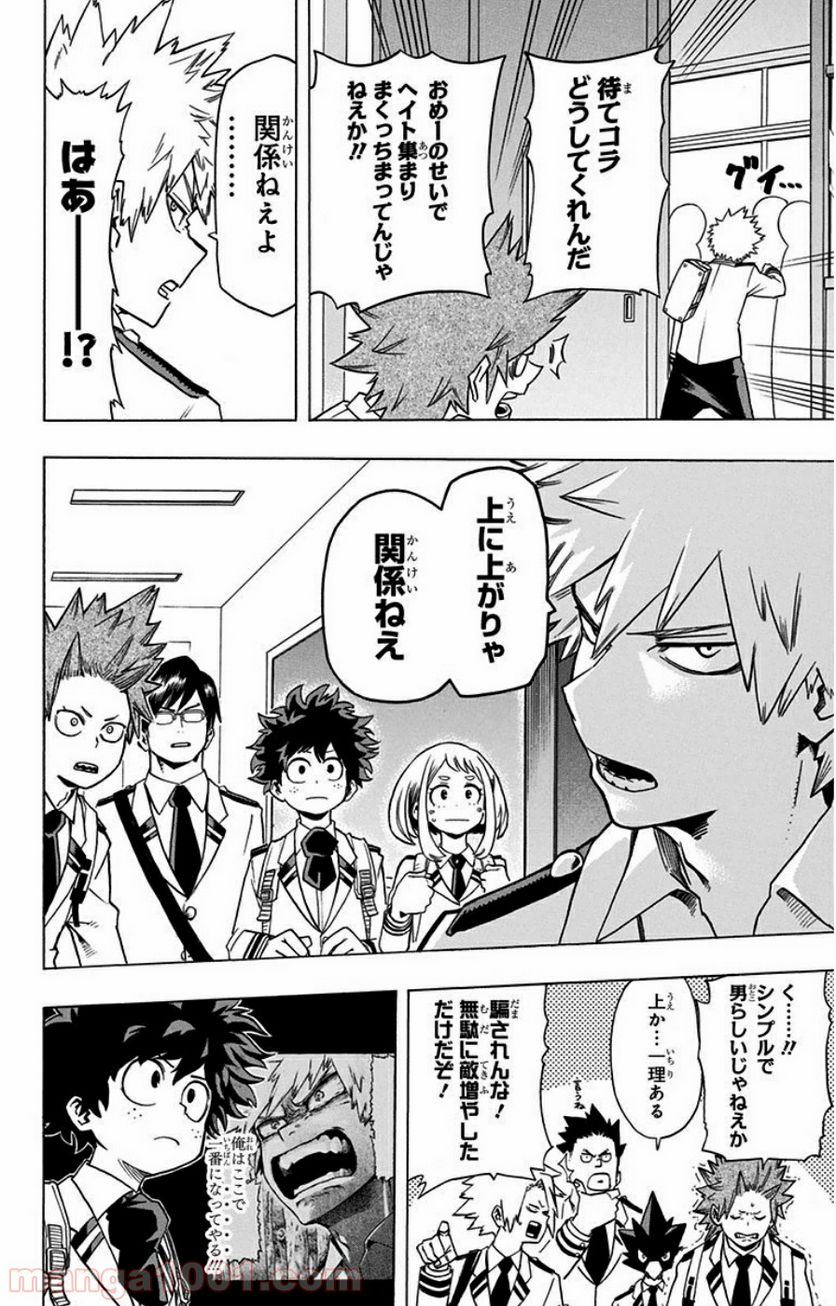 待てコラ
どうしてくれんだ
おめーのせいで
ヘイト集まり
まくっちまってんじゃ
ねえか!!
グイ…
関係ねえよ
………
はあ――!?
上に上がりゃ
関係ねえ
く……!!
シンプルで
男らしいじゃねえか
上か…一理ある
騙されんな!
無駄に敵増やした
だけだぞ!
俺はここで
一番になってやる!!!
manga1001.com